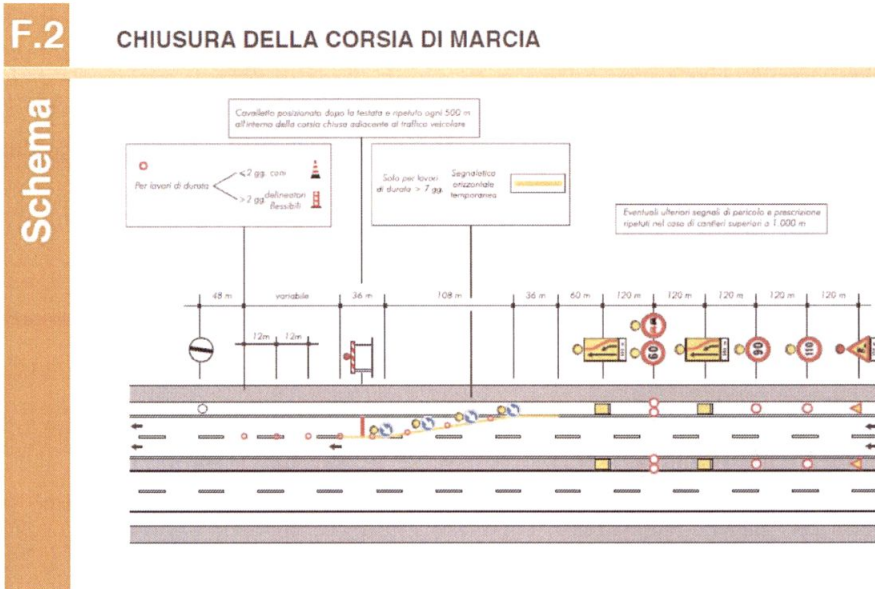 F.2
CHIUSURA DELLA CORSIA DI MARCIA
Schema
Cavalletto posizionato dopo la testata e ripetuto ogni 500 m
all'interno della corsia chiusa adiacente al traffico veicolare
Per lavori di durata
⩽2 gg. coni
>2 gg. delineatori
flessibili
Solo per lavori
di durata > 7 gg.
Segnaletica
orizzontale
temporanea
Eventuali ulteriori segnali di pericolo e prescrizione
ripetuti nel caso di cantieri superiori a 1.000 m
48 m variabile 36 m 108 m 36 m 60 m 120 m 120 m 120 m 120 m 120 m
12m 12m
60
90
110